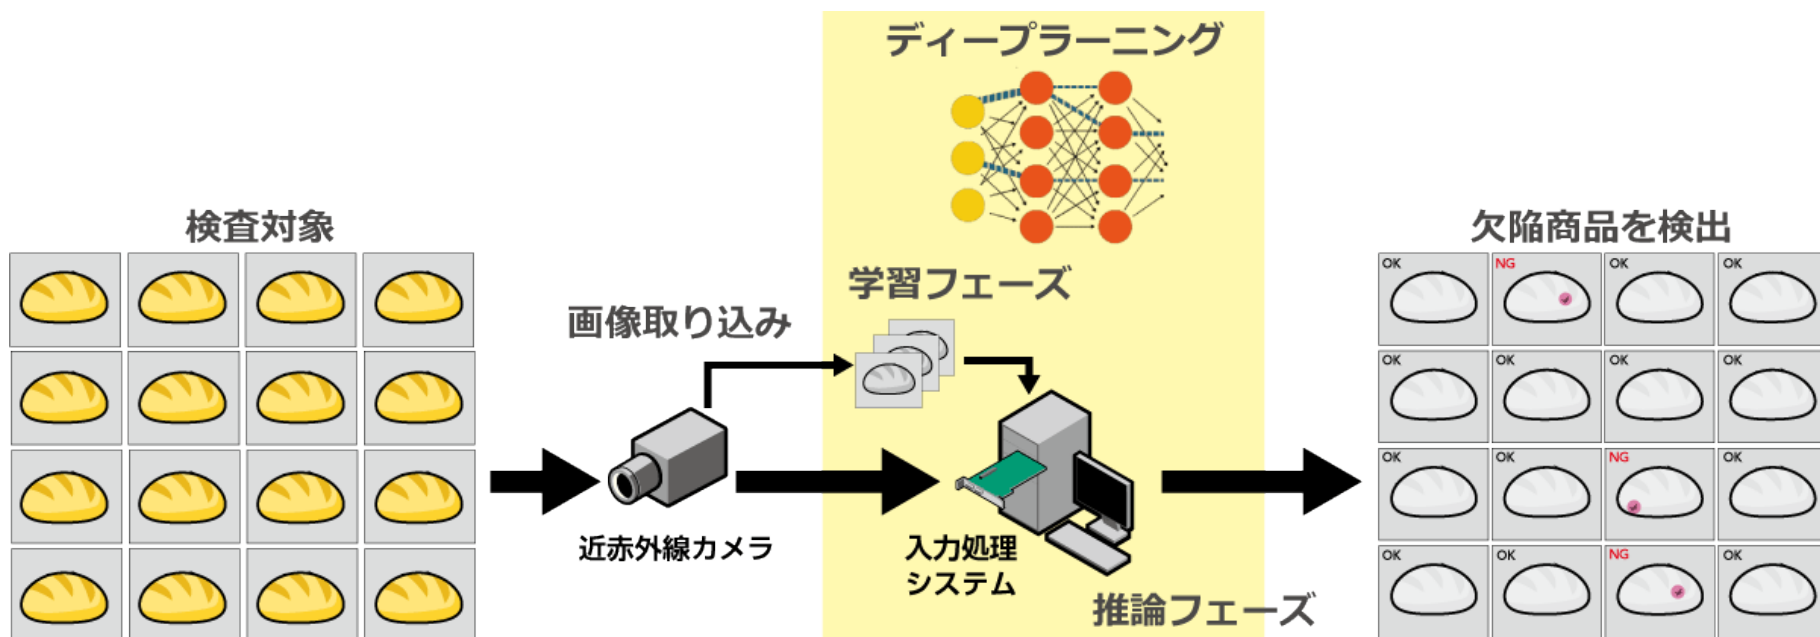 ディープラーニング
検査対象
欠陥商品を検出
学習フェーズ
画像取り込み
近赤外線カメラ
入力処理
システム
推論フェーズ
OK NG OK OK
OK OK OK OK
OK OK NG OK
OK OK NG OK